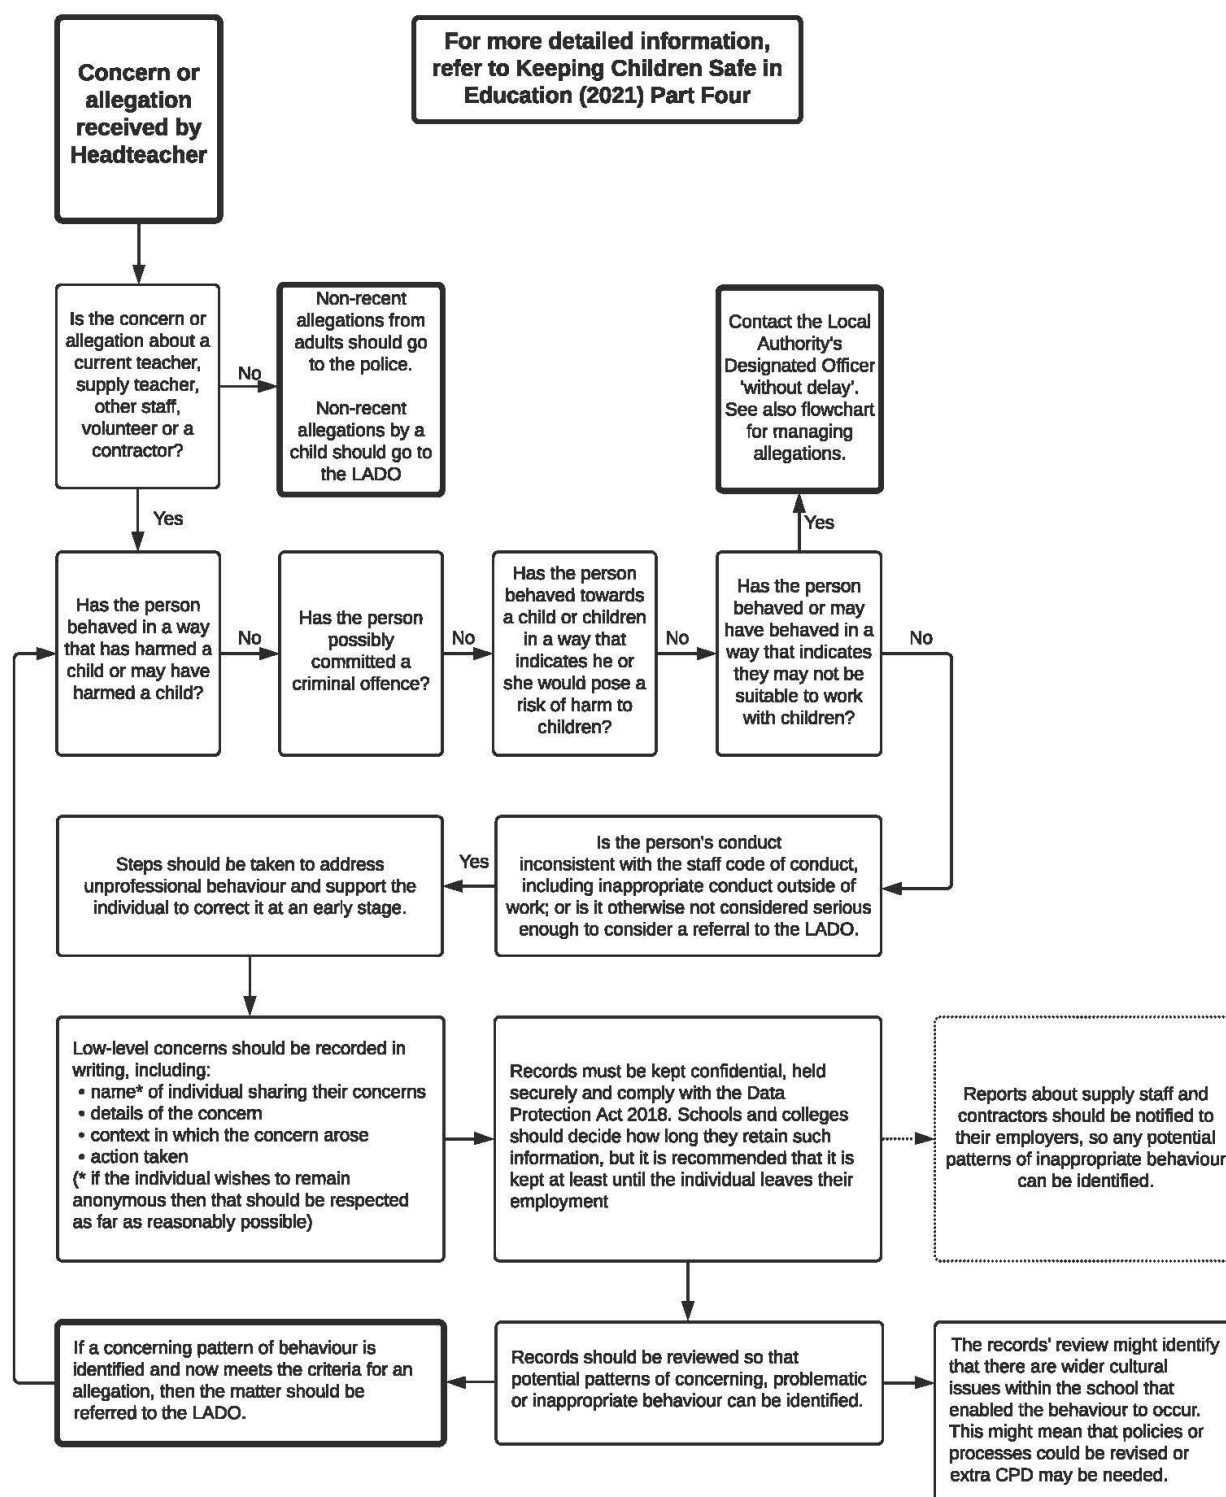 Concern or
allegation
received by
Headteacher
For more detailed information,
refer to Keeping Children Safe in
Education (2021) Part Four
Is the concern or
allegation about a
current teacher,
supply teacher,
other staff,
volunteer or a
contractor?
No
Non-recent
allegations from
adults should go
to the police.
Non-recent
allegations by a
child should go to
the LADO
Contact the Local
Authority's
Designated Officer
'without delay'.
See also flowchart
for managing
allegations.
Yes
Yes
Has the person
behaved in a way
that has harmed a
child or may have
harmed a child?
No
Has the person
possibly
committed a
criminal offence?
No
Has the person
behaved towards
a child or children
in a way that
indicates he or
she would pose a
risk of harm to
children?
No
Has the person
behaved or may
have behaved in a
way that indicates
they may not be
suitable to work
with children?
No
Steps should be taken to address
unprofessional behaviour and support the
individual to correct it at an early stage.
Yes
Is the person's conduct
inconsistent with the staff code of conduct,
including inappropriate conduct outside of
work; or is it otherwise not considered serious
enough to consider a referral to the LADO.
Low-level concerns should be recorded in
writing, including:
• name* of individual sharing their concerns
• details of the concern
• context in which the concern arose
• action taken
(* if the individual wishes to remain
anonymous then that should be respected
as far as reasonably possible)
Records must be kept confidential, held
securely and comply with the Data
Protection Act 2018. Schools and colleges
should decide how long they retain such
information, but it is recommended that it is
kept at least until the individual leaves their
employment
Reports about supply staff and
contractors should be notified to
their employers, so any potential
patterns of inappropriate behaviour
can be identified.
If a concerning pattern of behaviour is
identified and now meets the criteria for an
allegation, then the matter should be
referred to the LADO.
Records should be reviewed so that
potential patterns of concerning, problematic
or inappropriate behaviour can be identified.
The records' review might identify
that there are wider cultural
issues within the school that
enabled the behaviour to occur.
This might mean that policies or
processes could be revised or
extra CPD may be needed.